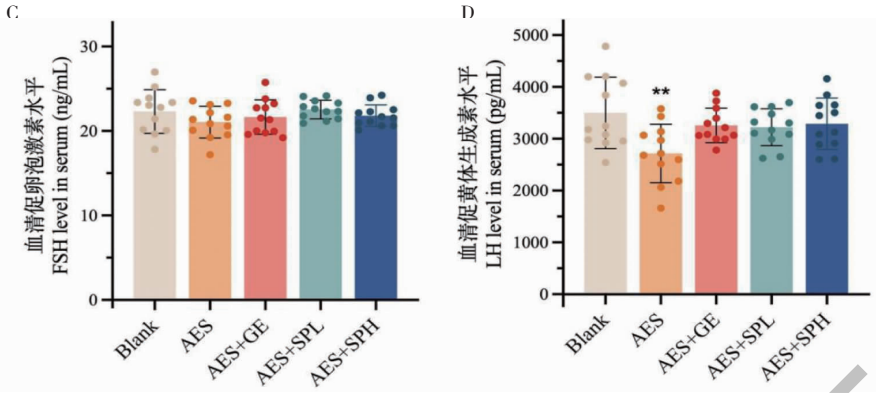 C
血清促卵泡激素水平
FSH level in serum (ng/mL)
30
20
10
0
Blank
AES
AES+GE
AES+SPL
AES+SPH
D
血清促黄体生成素水平
LH level in serum (pg/mL)
5000
4000
3000
2000
1000
0
**
Blank
AES
AES+GE
AES+SPL
AES+SPH